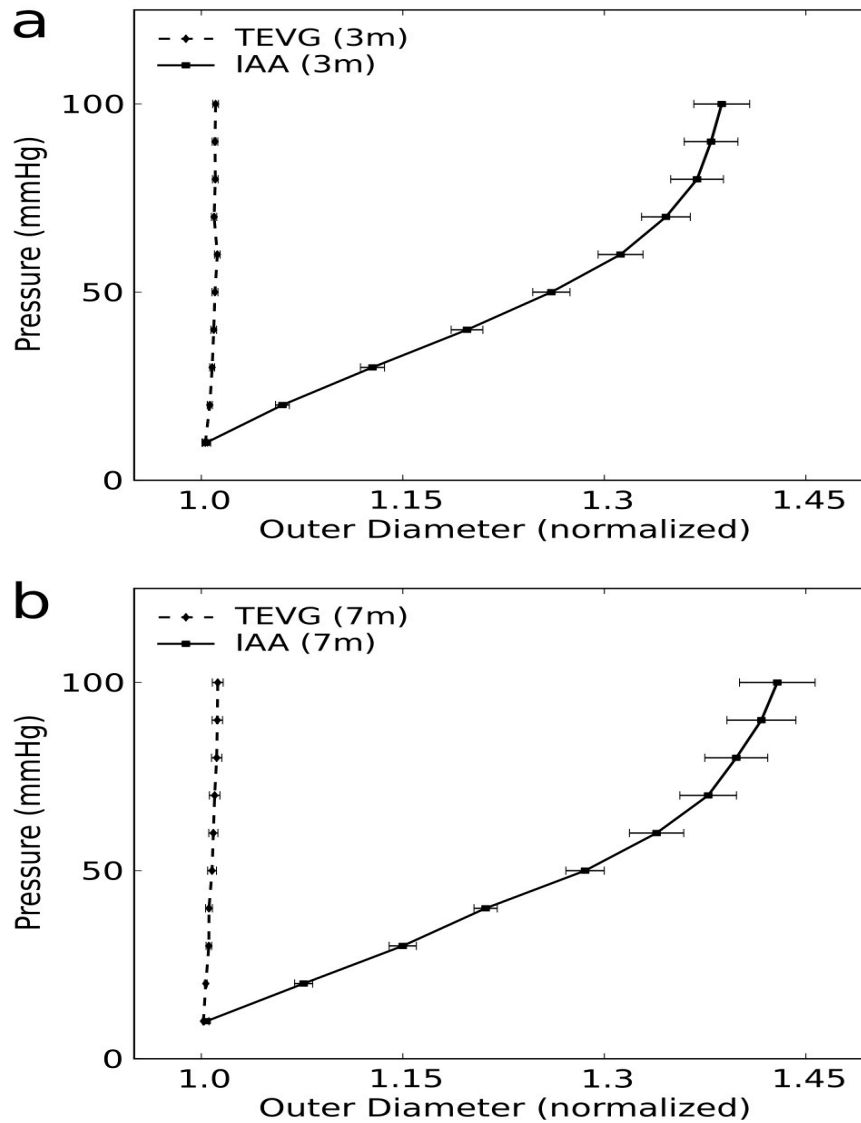 a
TEVG (3m)
IAA (3m)
100
50
0
Pressure (mmHg)
1.0 1.15 1.3 1.45
Outer Diameter (normalized)
b
TEVG (7m)
IAA (7m)
100
50
0
Pressure (mmHg)
1.0 1.15 1.3 1.45
Outer Diameter (normalized)